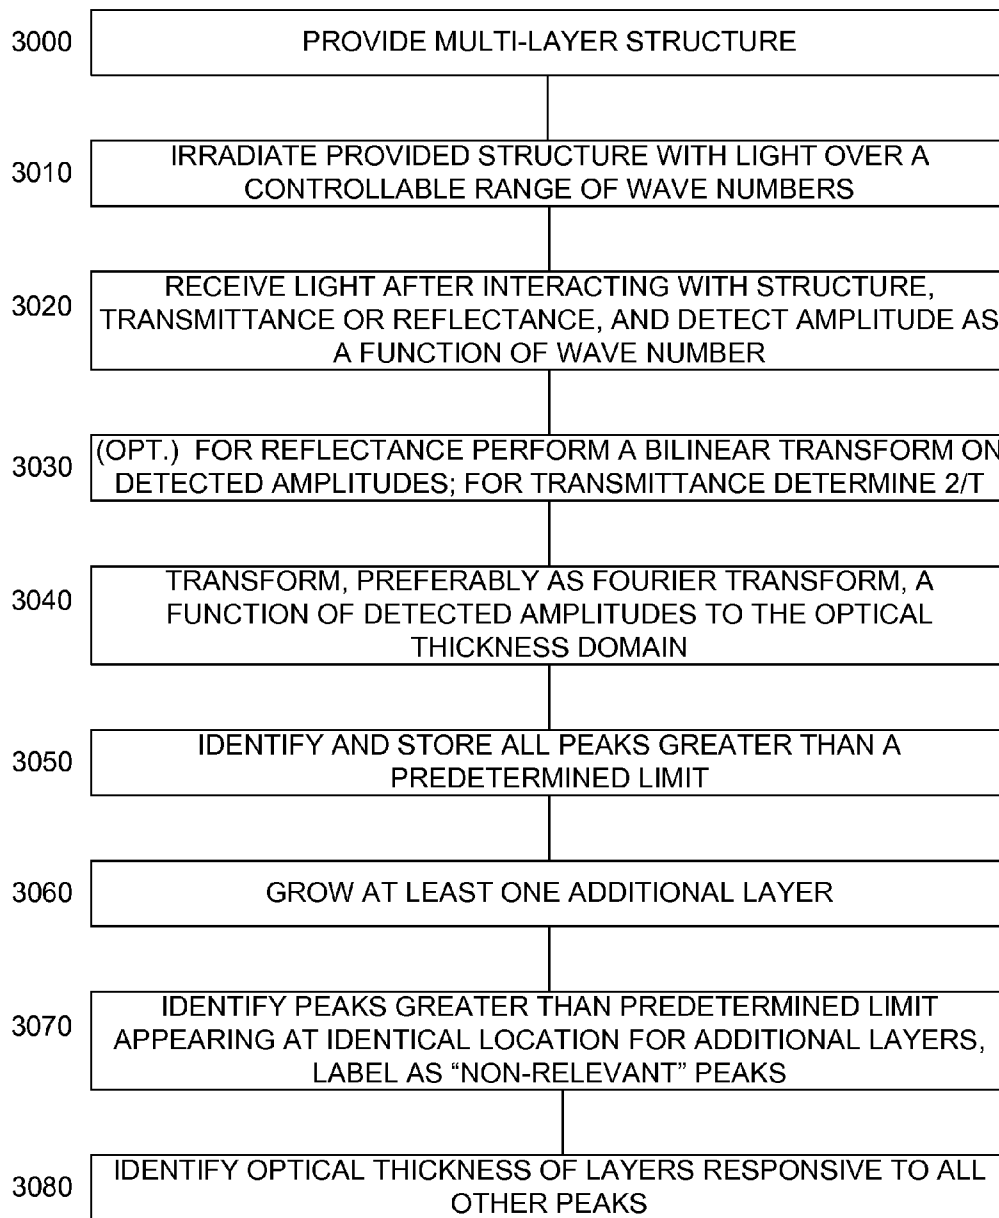 3000 PROVIDE MULTI-LAYER STRUCTURE
3010 IRRADIATE PROVIDED STRUCTURE WITH LIGHT OVER A
CONTROLLABLE RANGE OF WAVE NUMBERS
3020 RECEIVE LIGHT AFTER INTERACTING WITH STRUCTURE,
TRANSMITTANCE OR REFLECTANCE, AND DETECT AMPLITUDE AS
A FUNCTION OF WAVE NUMBER
3030 (OPT.) FOR REFLECTANCE PERFORM A BILINEAR TRANSFORM ON
DETECTED AMPLITUDES; FOR TRANSMITTANCE DETERMINE 2/T
3040 TRANSFORM, PREFERABLY AS FOURIER TRANSFORM, A
FUNCTION OF DETECTED AMPLITUDES TO THE OPTICAL
THICKNESS DOMAIN
3050 IDENTIFY AND STORE ALL PEAKS GREATER THAN A
PREDETERMINED LIMIT
3060 GROW AT LEAST ONE ADDITIONAL LAYER
3070 IDENTIFY PEAKS GREATER THAN PREDETERMINED LIMIT
APPEARING AT IDENTICAL LOCATION FOR ADDITIONAL LAYERS,
LABEL AS “NON-RELEVANT” PEAKS
3080 IDENTIFY OPTICAL THICKNESS OF LAYERS RESPONSIVE TO ALL
OTHER PEAKS